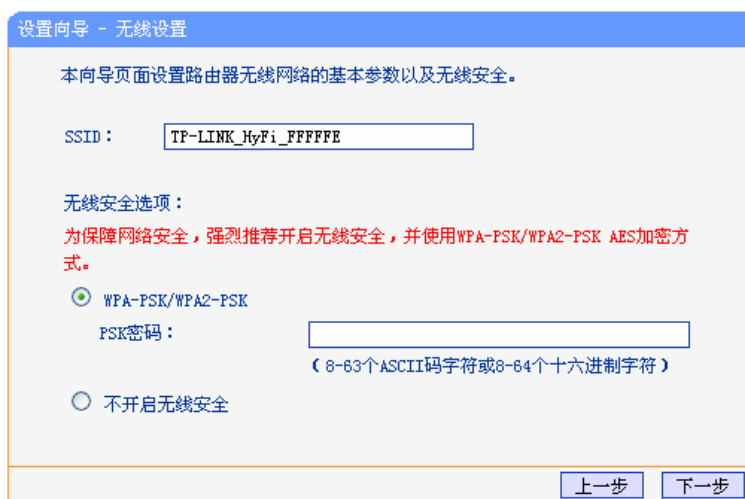 设置向导 - 无线设置
本向导页面设置路由器无线网络的基本参数以及无线安全。
SSID： TP-LINK_HyFi_FFFFFE
无线安全选项：
为保障网络安全，强烈推荐开启无线安全，并使用WPA-PSK/WPA2-PSK AES加密方
式。
WPA-PSK/WPA2-PSK
PSK密码：
（8-63个ASCII码字符或8-64个十六进制字符）
不开启无线安全
上一步 下一步